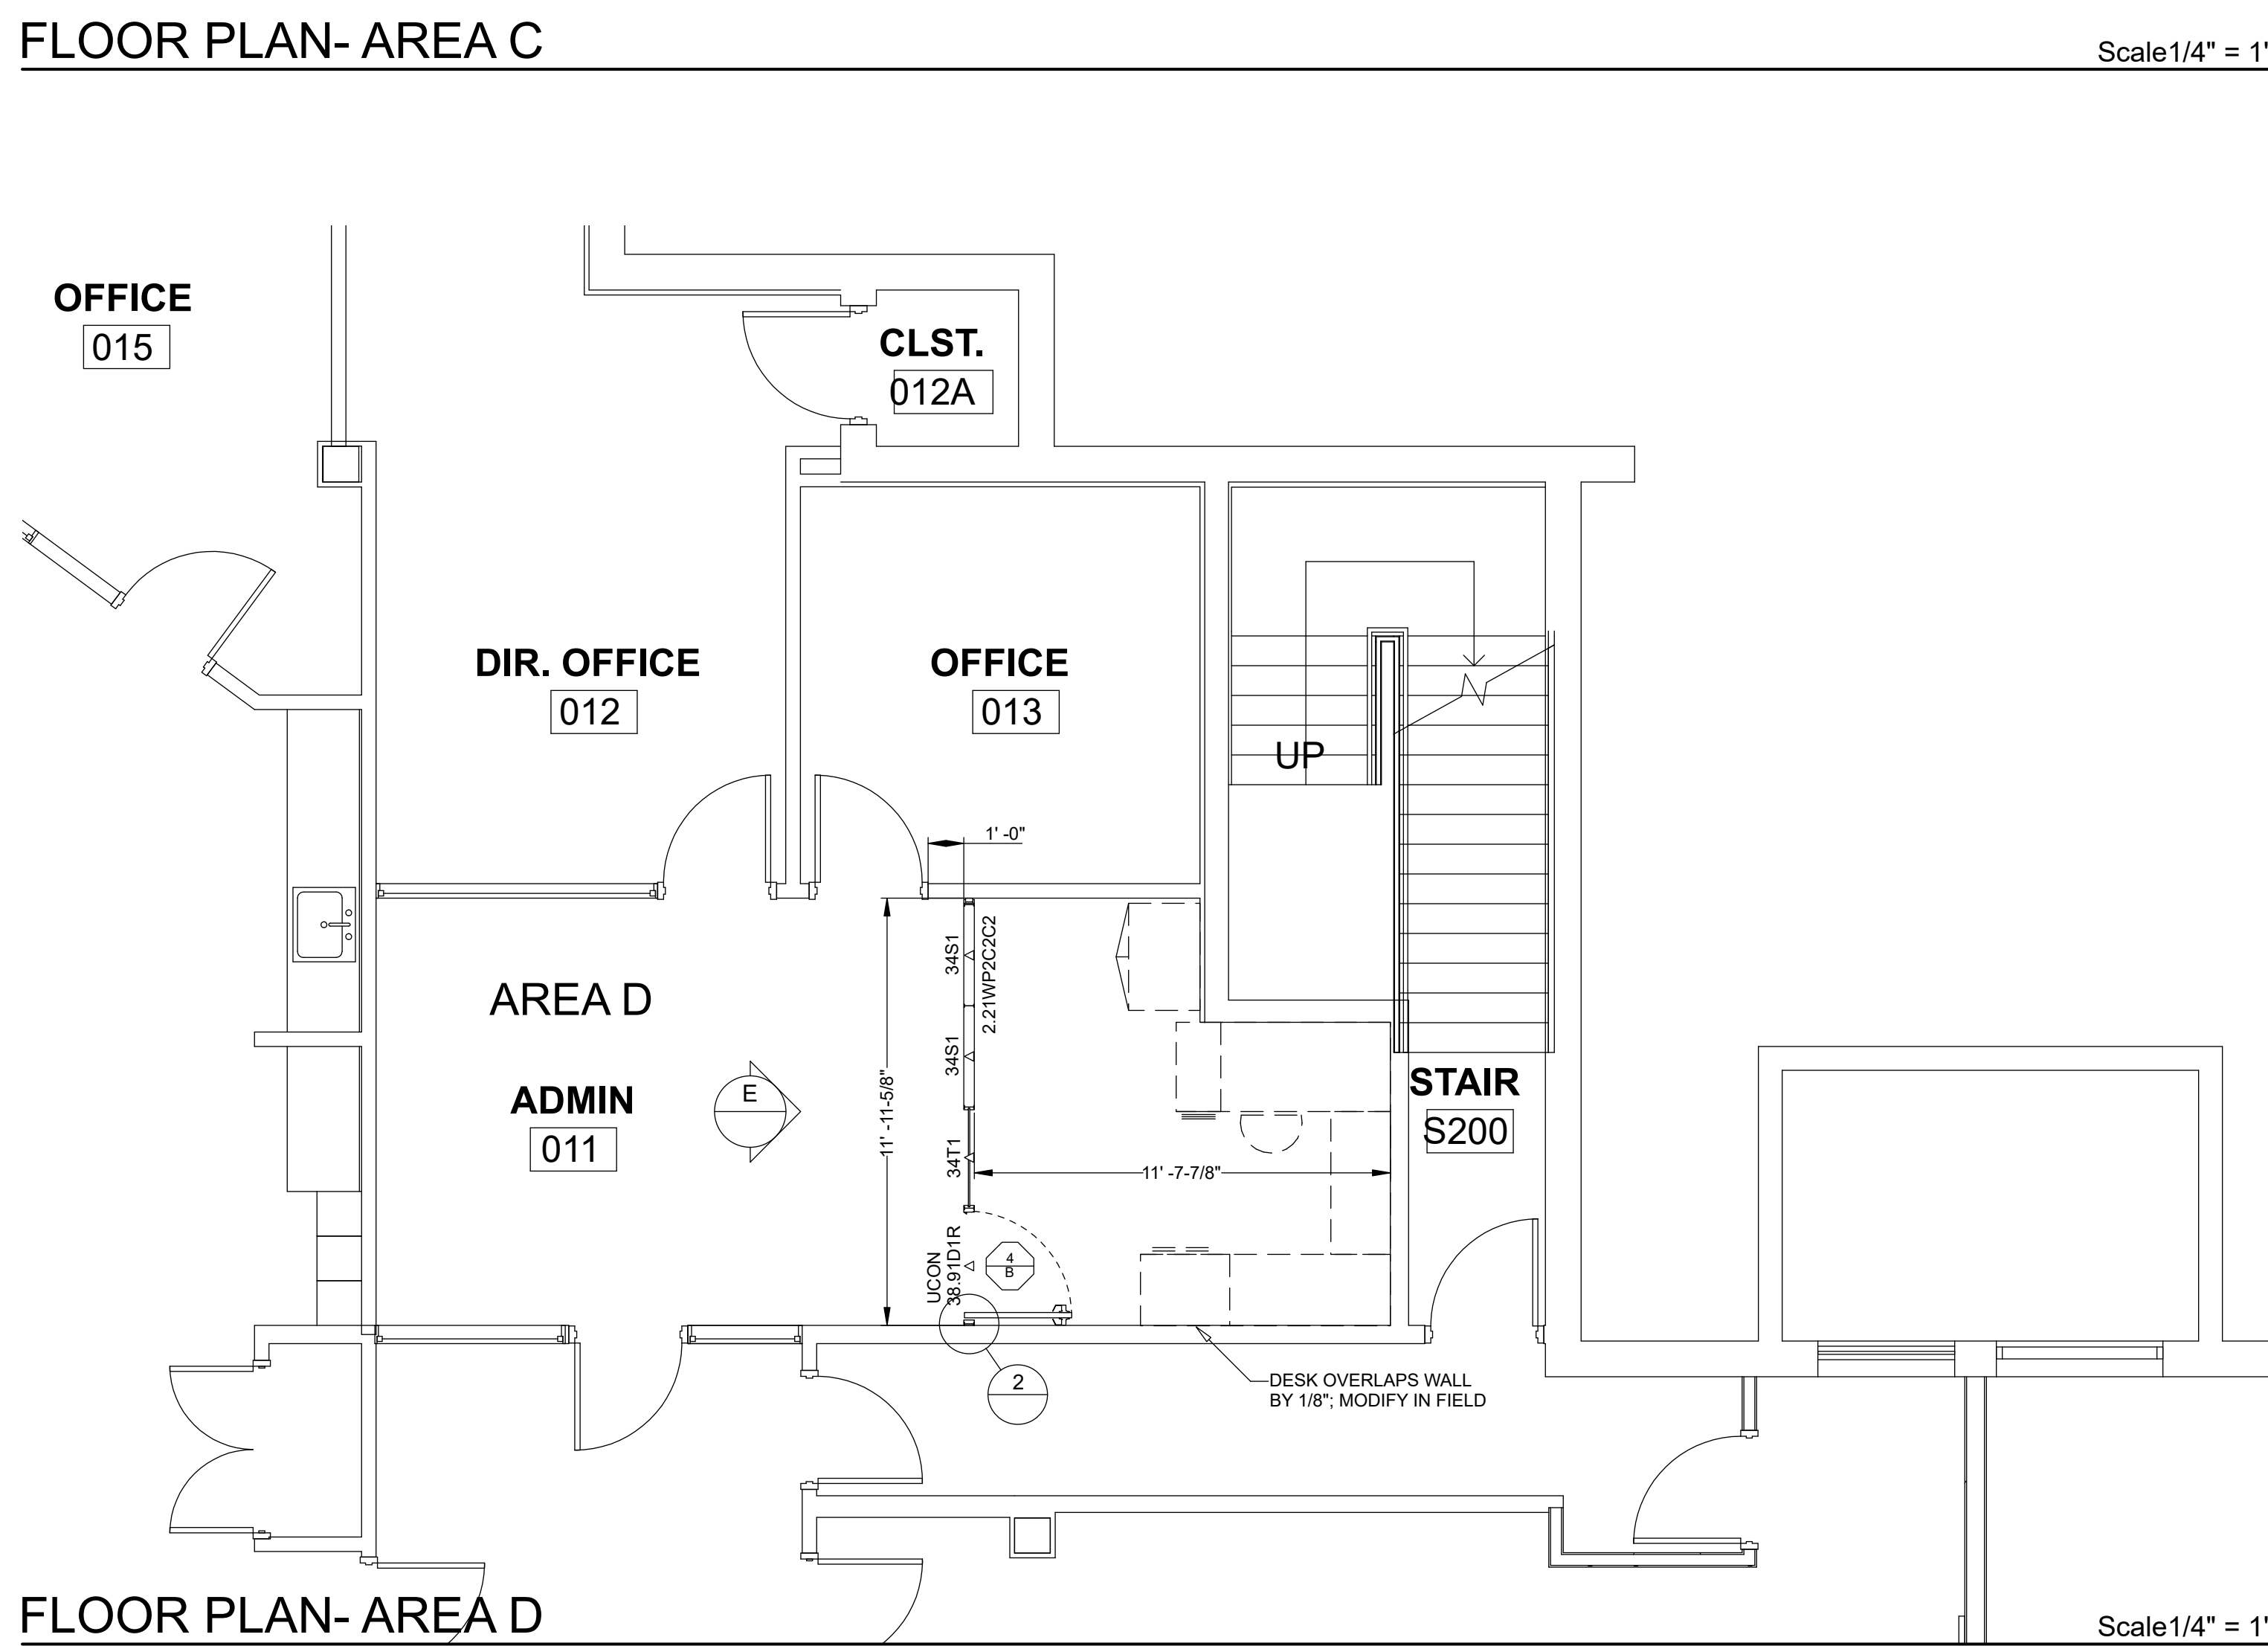 FLOOR PLAN- AREA C
Scale1/4" = 1'
OFFICE
015
CLST.
012A
DIR. OFFICE
012
OFFICE
013
UP
1' -0"
34S1
2.21WP2C2C2
AREA D
34S1
ADMIN
011
E
11' -11-5/8"
34T1
11' -7-7/8"
STAIR
S200
UCON
38.91D1R
4
B
2
DESK OVERLAPS WALL
BY 1/8"; MODIFY IN FIELD
FLOOR PLAN- AREA D
Scale1/4" = 1'